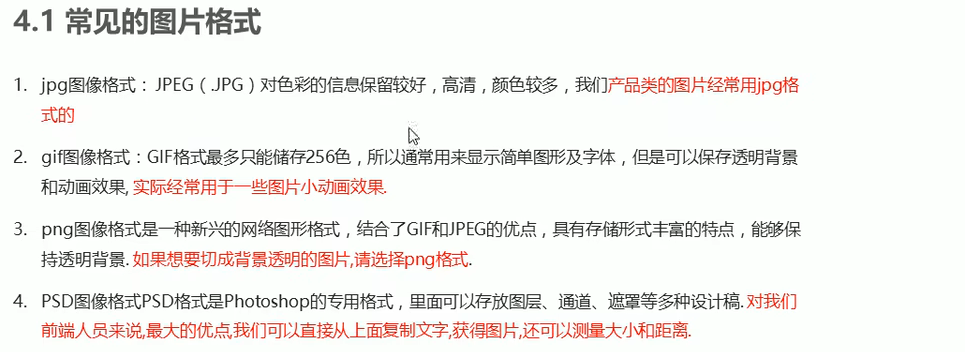 4.1 常见的图片格式
1. jpg图像格式： JPEG（.JPG）对色彩的信息保留较好，高清，颜色较多，我们产品类的图片经常用jpg格
式的
2. gif图像格式：GIF格式最多只能储存256色，所以通常用来显示简单图形及字体，但是可以保存透明背景
和动画效果, 实际经常用于一些图片小动画效果.
3. png图像格式是一种新兴的网络图形格式，结合了GIF和JPEG的优点，具有存储形式丰富的特点，能够保
持透明背景. 如果想要切成背景透明的图片,请选择png格式.
4. PSD图像格式PSD格式是Photoshop的专用格式，里面可以存放图层、通道、遮罩等多种设计稿. 对我们
前端人员来说,最大的优点,我们可以直接从上面复制文字,获得图片,还可以测量大小和距离.